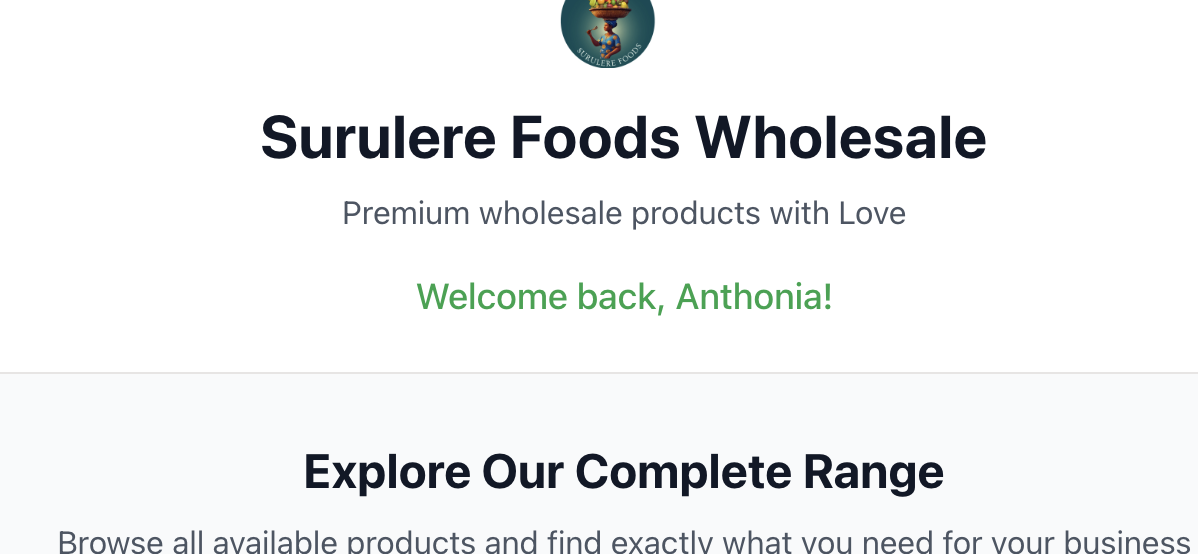 SURULERE FOODS
Surulere Foods Wholesale
Premium wholesale products with Love
Welcome back, Anthonia!
Explore Our Complete Range
Browse all available products and find exactly what you need for your business